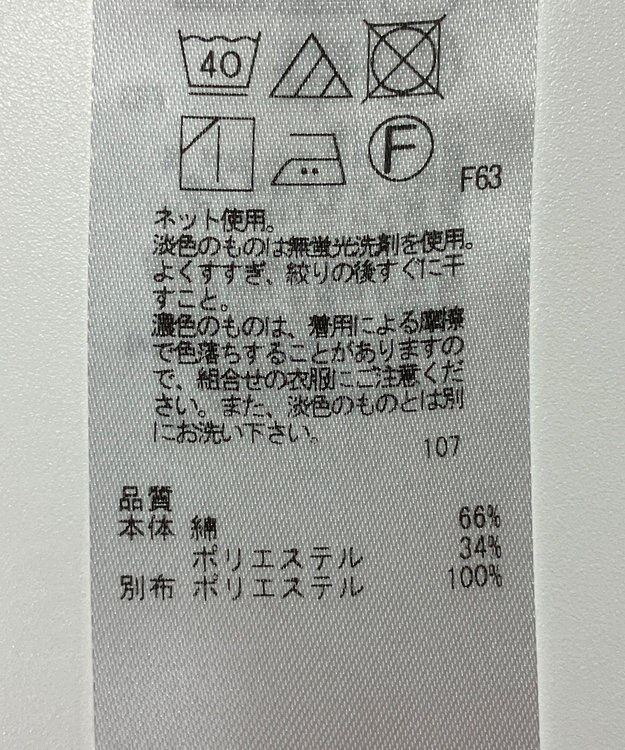 40
F
F63
ネット使用。
淡色のものは無蛍光洗剤を使用。
よくすすぎ、絞りの後すぐに干
すこと。
濃色のものは、着用による摩擦
で色落ちすることがありますの
で、組合せの衣服にご注意くだ
さい。また、淡色のものとは別
にお洗い下さい。
107
品質
本体 綿 66%
ポリエステル 34%
別布 ポリエステル 100%